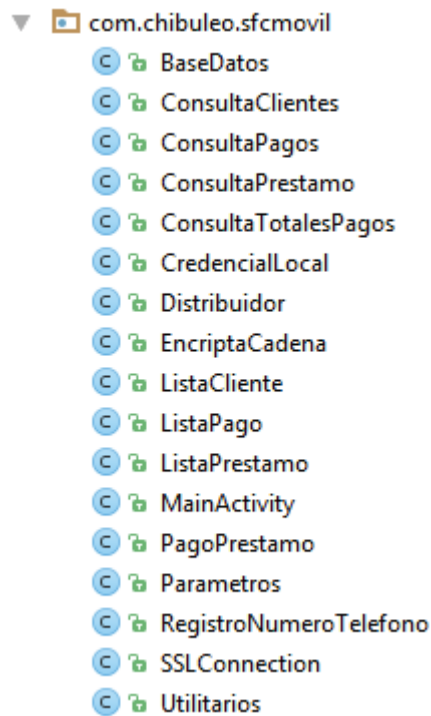 com.chibuleo.sfcmovil
C BaseDatos
C ConsultaClientes
C ConsultaPagos
C ConsultaPrestamo
C ConsultaTotalesPagos
C CredencialLocal
C Distribuidor
C EncriptaCadena
C ListaCliente
C ListaPago
C ListaPrestamo
C MainActivity
C PagoPrestamo
C Parametros
C RegistroNumeroTelefono
C SSLConnection
C Utilitarios